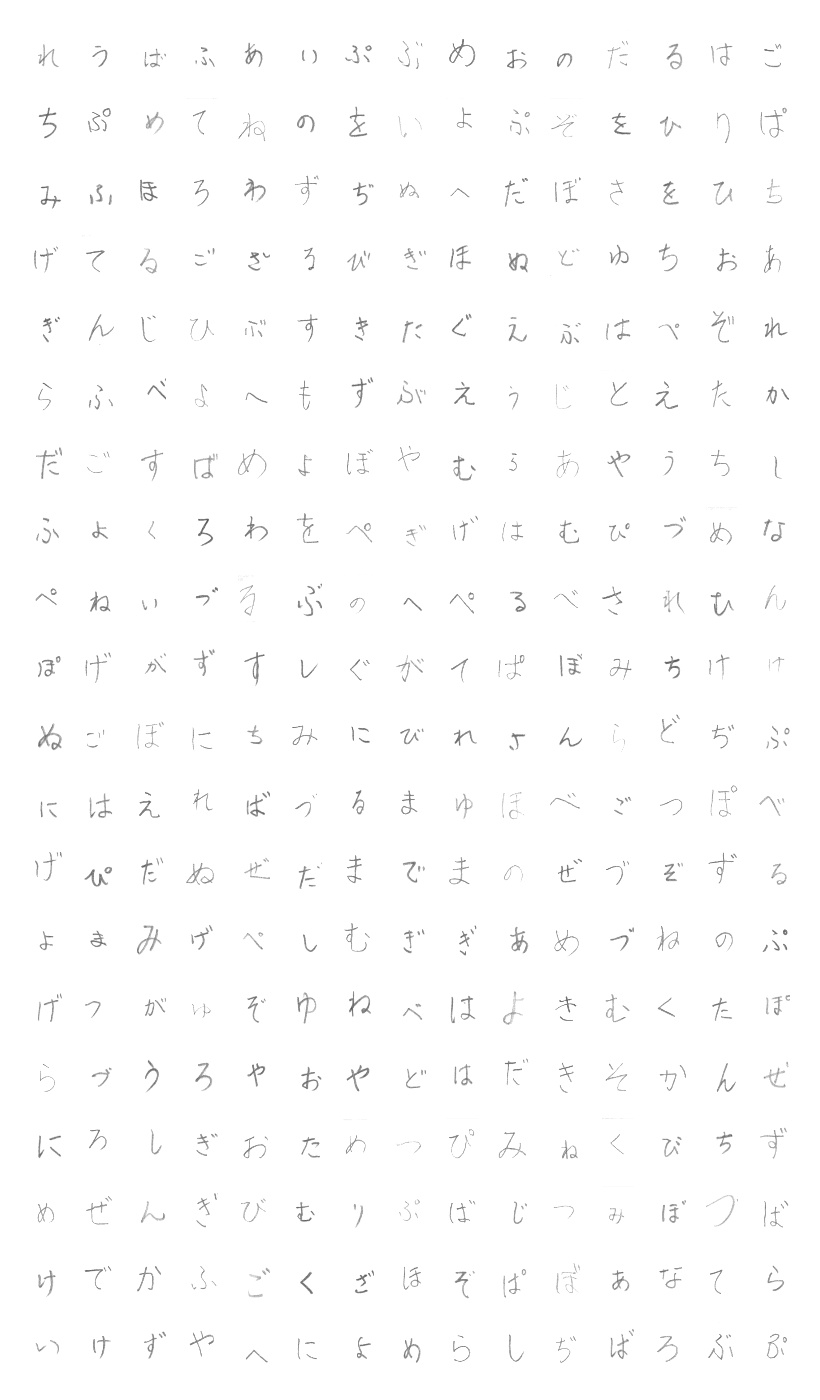 れうばふあいぷぶめおのだるはご
ちぷめてねのをいよぷぞをひりぱ
みふほろわずぢぬへだぼさをひち
げてるござるびぎほぬどゆちおあ
ぎんじひぶすきたぐえぶはぺぞれ
らふべよへもずぶえうじとえたか
だごすばめよぼやむうあやうちし
ふよくろわをぺぎげはむぴづめな
ぺねいづるぶのへぺるべされむん
ぽげがずすしぐがてぱぼみちけけ
ぬごぼにちみにびれさんらどぢぷ
にはえればづるまゆほべごつぽべ
げぴだぬぜだまでまのぜづぞずる
よまみげぺしむぎぎあめづねのぷ
げつがゆぞゆねべはよきむくたぽ
らづうろやおやどはだきそかんぜ
にろしぎおためつぴみねくびちず
めぜんぎびむりぷばじつみぼづば
けでかふごくざほぞぱぼあなてら
いけずやへによめらしぢばろぶぷ